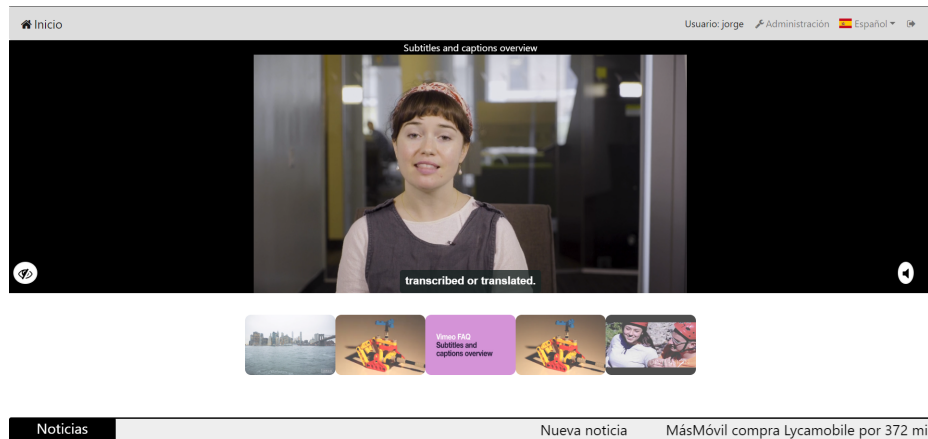 Inicio
Usuario: jorge
Administración
Español
Subtitles and captions overview
transcribed or translated.
Vimeo FAQ
Subtitles and
captions overview
Noticias
Nueva noticia
MásMóvil compra Lycamobile por 372 mi